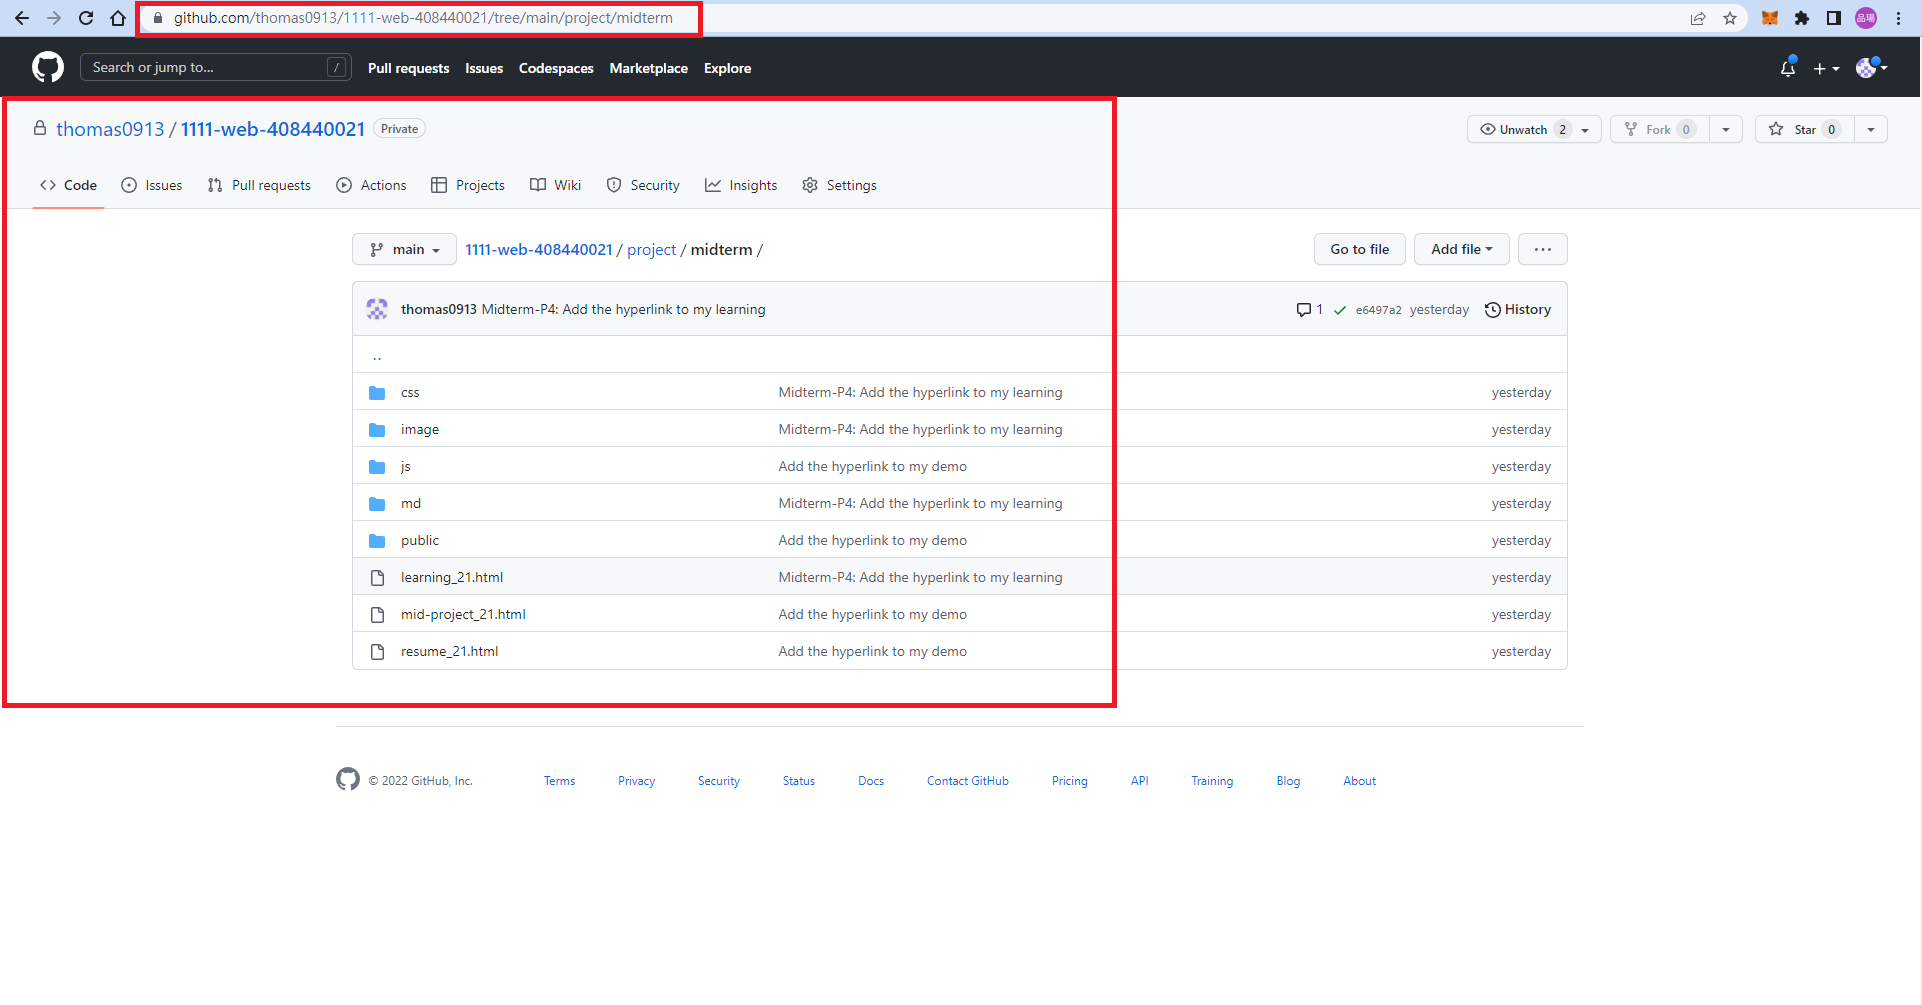 github.com/thomas0913/1111-web-408440021/tree/main/project/midterm
品瑒
Search or jump to... /
Pull requests Issues Codespaces Marketplace Explore
thomas0913 / 1111-web-408440021 Private
Unwatch 2 Fork 0 Star 0
Code Issues Pull requests Actions Projects Wiki Security Insights Settings
main 1111-web-408440021 / project / midterm /
Go to file Add file ...
thomas0913 Midterm-P4: Add the hyperlink to my learning 1 e6497a2 yesterday History
..
css Midterm-P4: Add the hyperlink to my learning yesterday
image Midterm-P4: Add the hyperlink to my learning yesterday
js Add the hyperlink to my demo yesterday
md Midterm-P4: Add the hyperlink to my learning yesterday
public Add the hyperlink to my demo yesterday
learning_21.html Midterm-P4: Add the hyperlink to my learning yesterday
mid-project_21.html Add the hyperlink to my demo yesterday
resume_21.html Add the hyperlink to my demo yesterday
© 2022 GitHub, Inc. Terms Privacy Security Status Docs Contact GitHub Pricing API Training Blog About